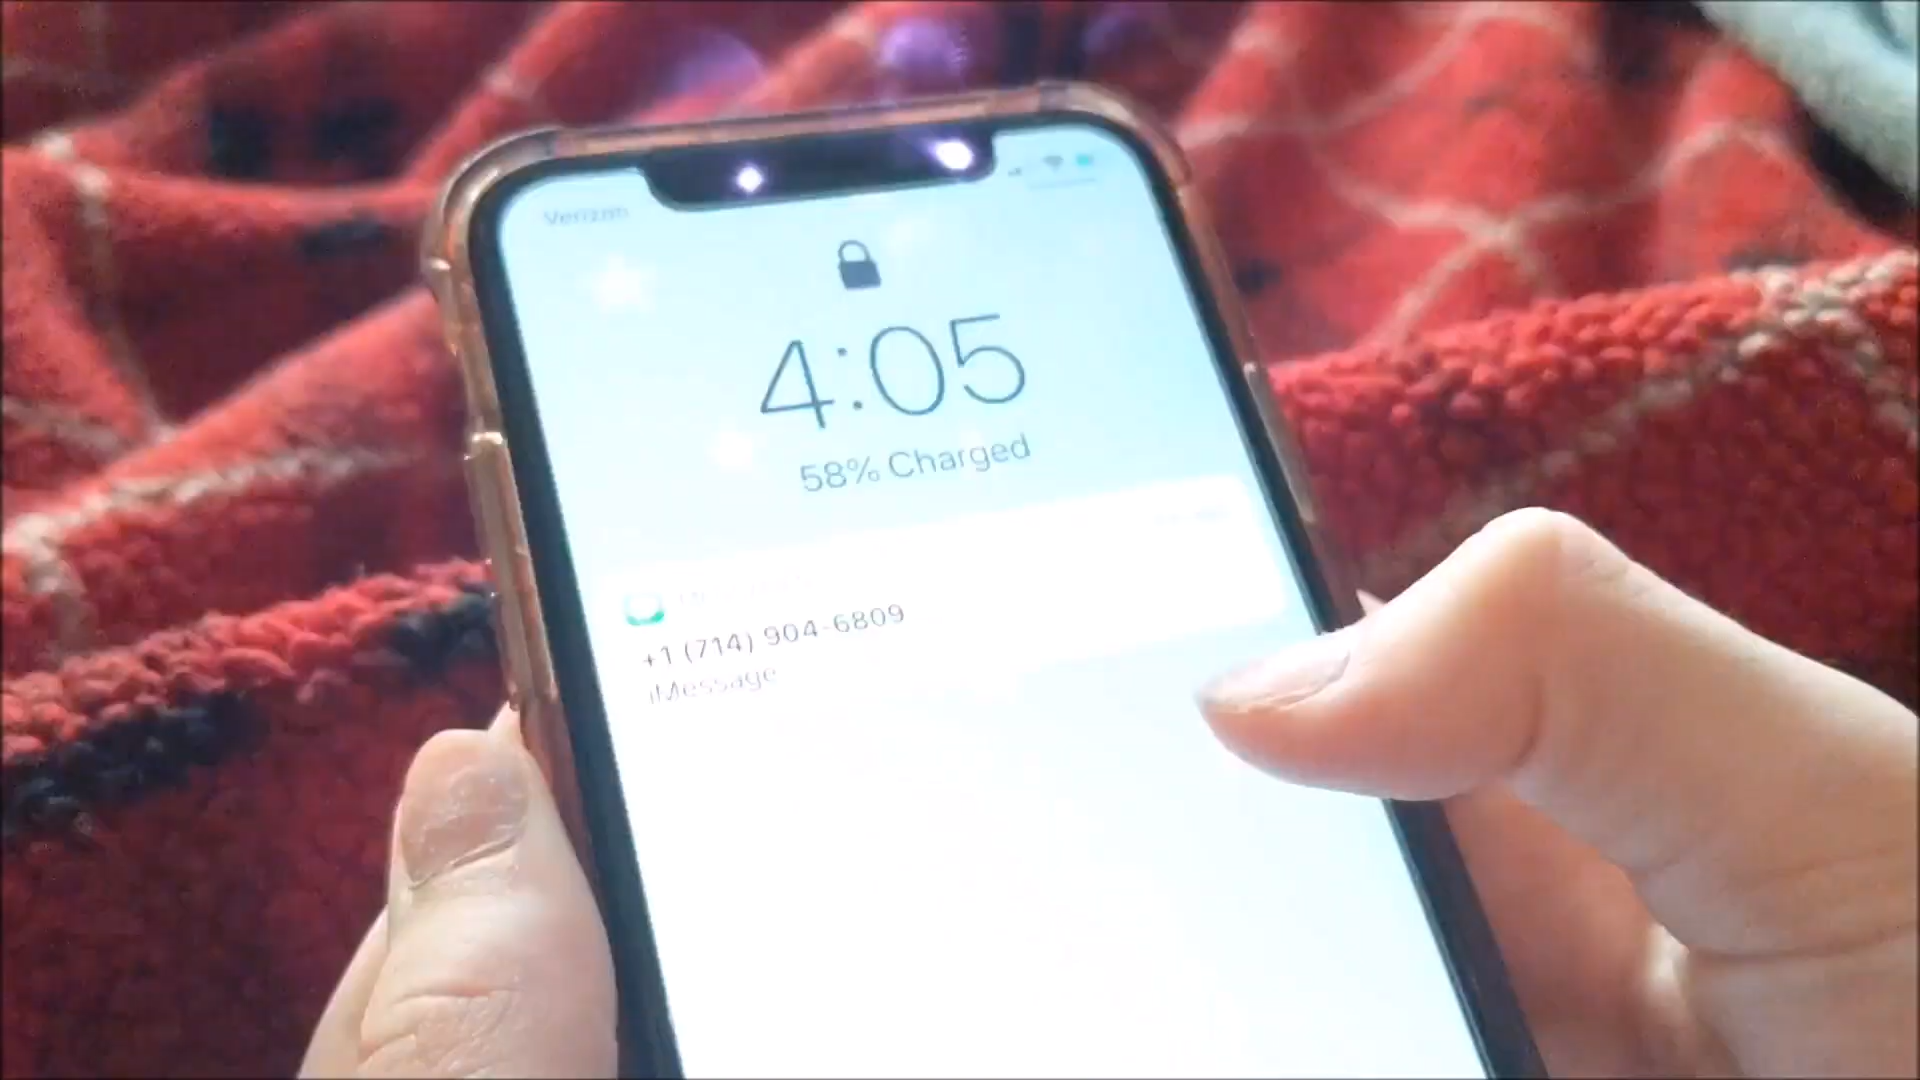 Verizon
4:05
58% Charged
+1 (714) 904-6809
iMessage